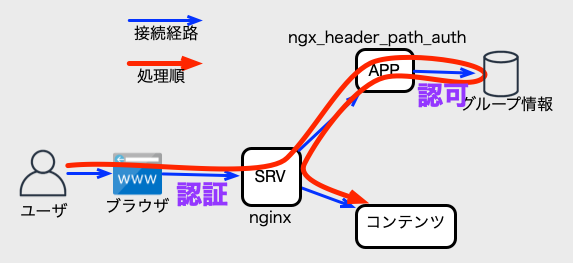 接続経路
処理順
ngx_header_path_auth
APP
認可
グループ情報
WWW
認証
SRV
ユーザ
ブラウザ
nginx
コンテンツ